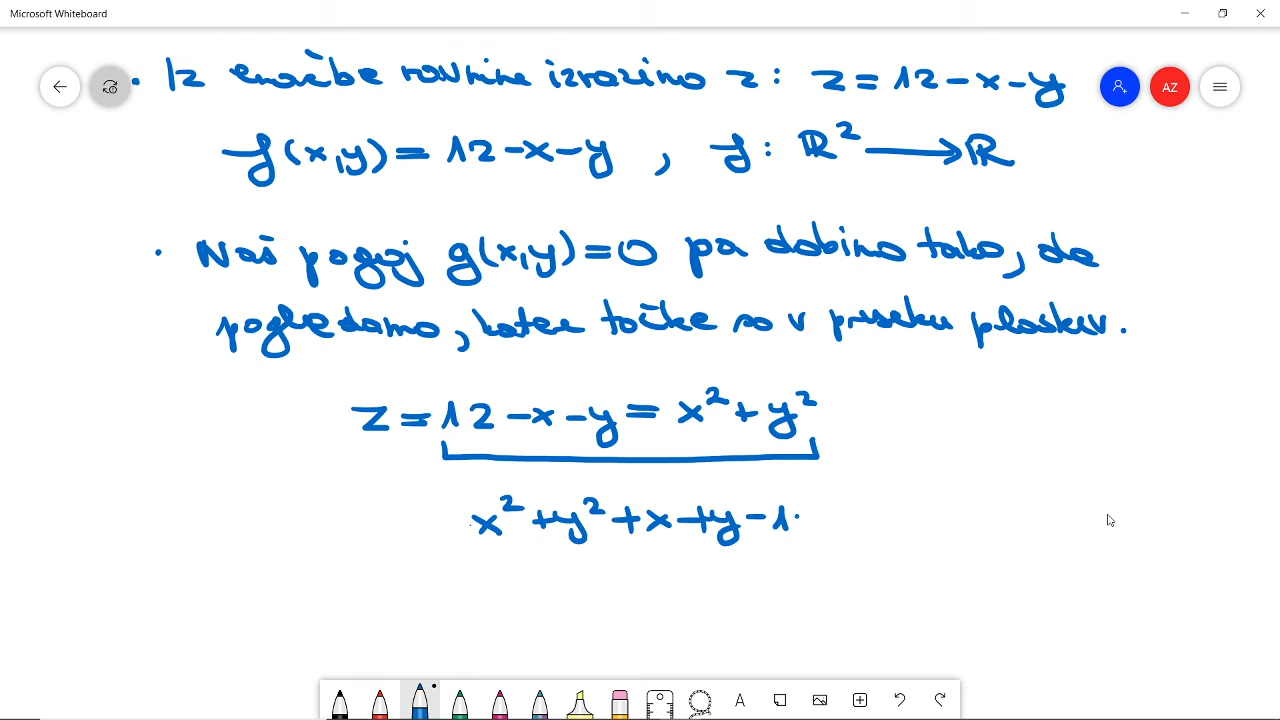 Microsoft Whiteboard
AZ
• Iz enačbe ravnine izrazimo z: z = 12 - x - y
f(x,y) = 12 - x - y , f: ℝ² ⟶ ℝ
• Naš pogoj g(x,y) = 0 pa dobimo tako, da
pogledamo, katere točke so v preseku ploskev.
z = 12 - x - y = x² + y²
x² + y² + x + y - 1
A